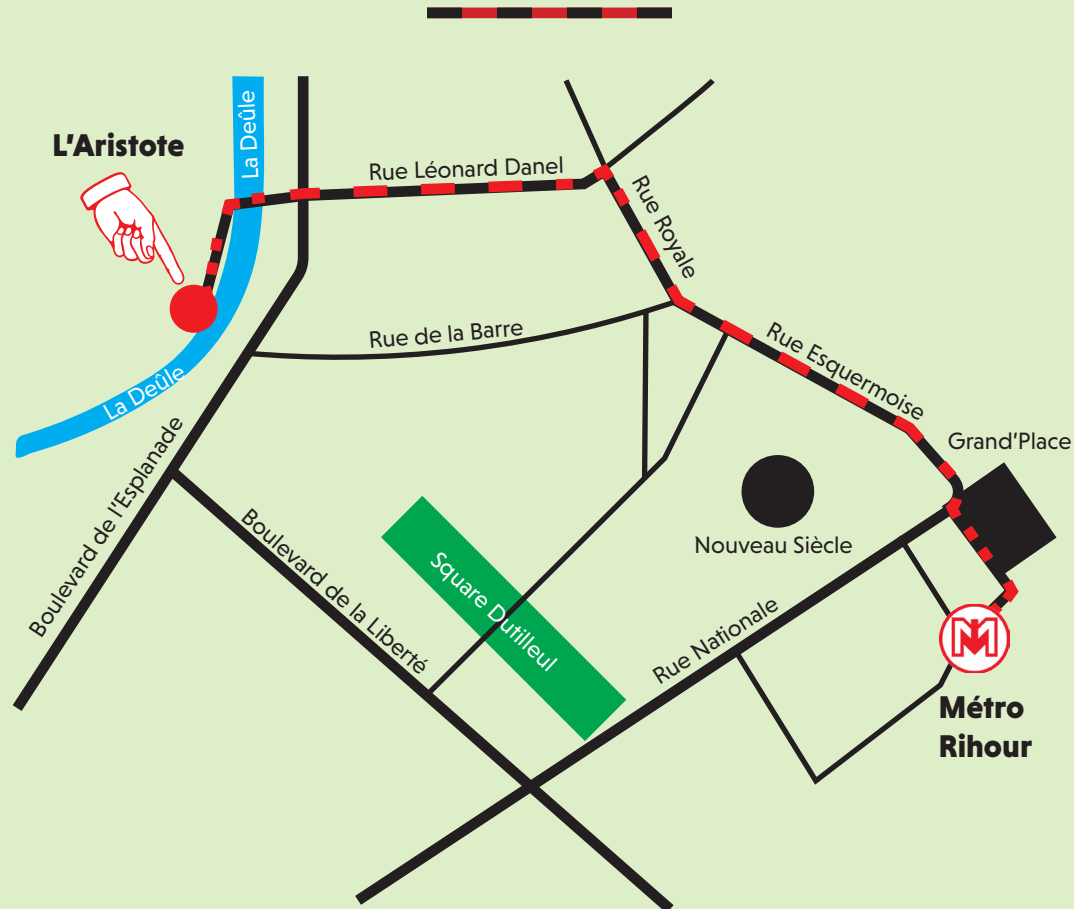 La Deûle
L'Aristote
Rue Léonard Danel
Rue Royale
Rue de la Barre
Rue Esquermoise
La Deûle
Grand'Place
Boulevard de l'Esplanade
Nouveau Siècle
Boulevard de la Liberté
Square Dutilleul
Rue Nationale
M
Métro
Rihour